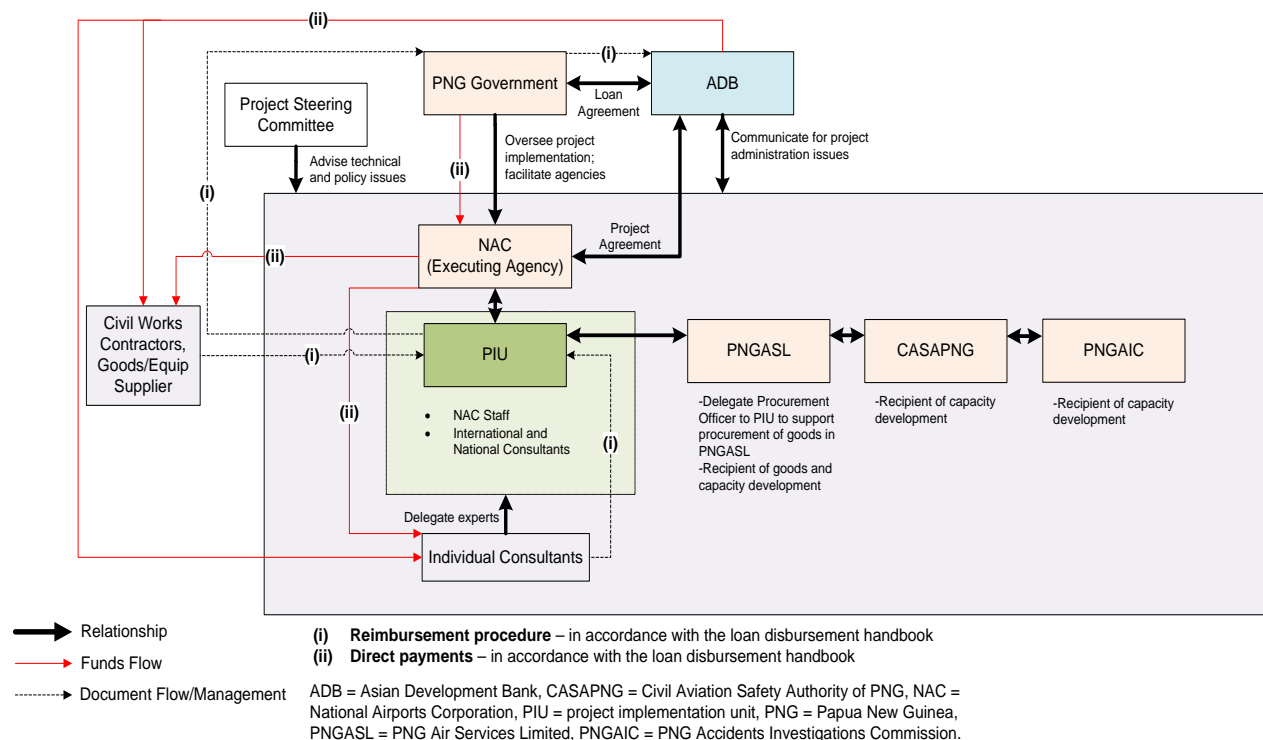 (ii)
(i)
PNG Government
ADB
Loan
Agreement
Project Steering
Committee
Advise technical
and policy issues
Oversee project
implementation;
facilitate agencies
Communicate for project
administration issues
(i)
(ii)
NAC
(Executing Agency)
Project
Agreement
(ii)
Civil Works
Contractors,
Goods/Equip
Supplier
(i)
PIU
PNGASL
CASAPNG
PNGAIC
• NAC Staff
• International and
National Consultants
(ii)
(i)
-Delegate Procurement
Officer to PIU to support
procurement of goods in
PNGASL
-Recipient of goods and
capacity development
-Recipient of capacity
development
-Recipient of capacity
development
Delegate experts
Individual Consultants
Relationship
Funds Flow
Document Flow/Management
(i) Reimbursement procedure – in accordance with the loan disbursement handbook
(ii) Direct payments – in accordance with the loan disbursement handbook
ADB = Asian Development Bank, CASAPNG = Civil Aviation Safety Authority of PNG, NAC =
National Airports Corporation, PIU = project implementation unit, PNG = Papua New Guinea,
PNGASL = PNG Air Services Limited, PNGAIC = PNG Accidents Investigations Commission.